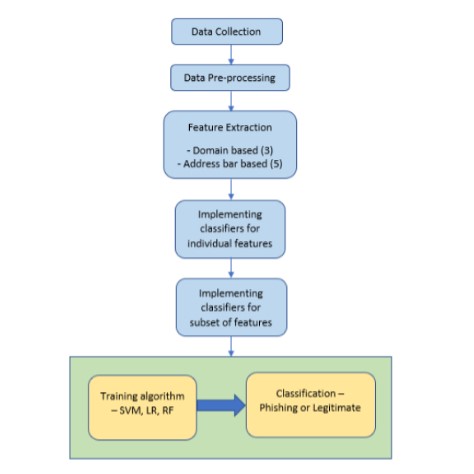 Data Collection
Data Pre-processing
Feature Extraction
- Domain based (3)
- Address bar based (5)
Implementing
classifiers for
individual features
Implementing
classifiers for
subset of features
Training algorithm
– SVM, LR, RF
Classification –
Phishing or Legitimate